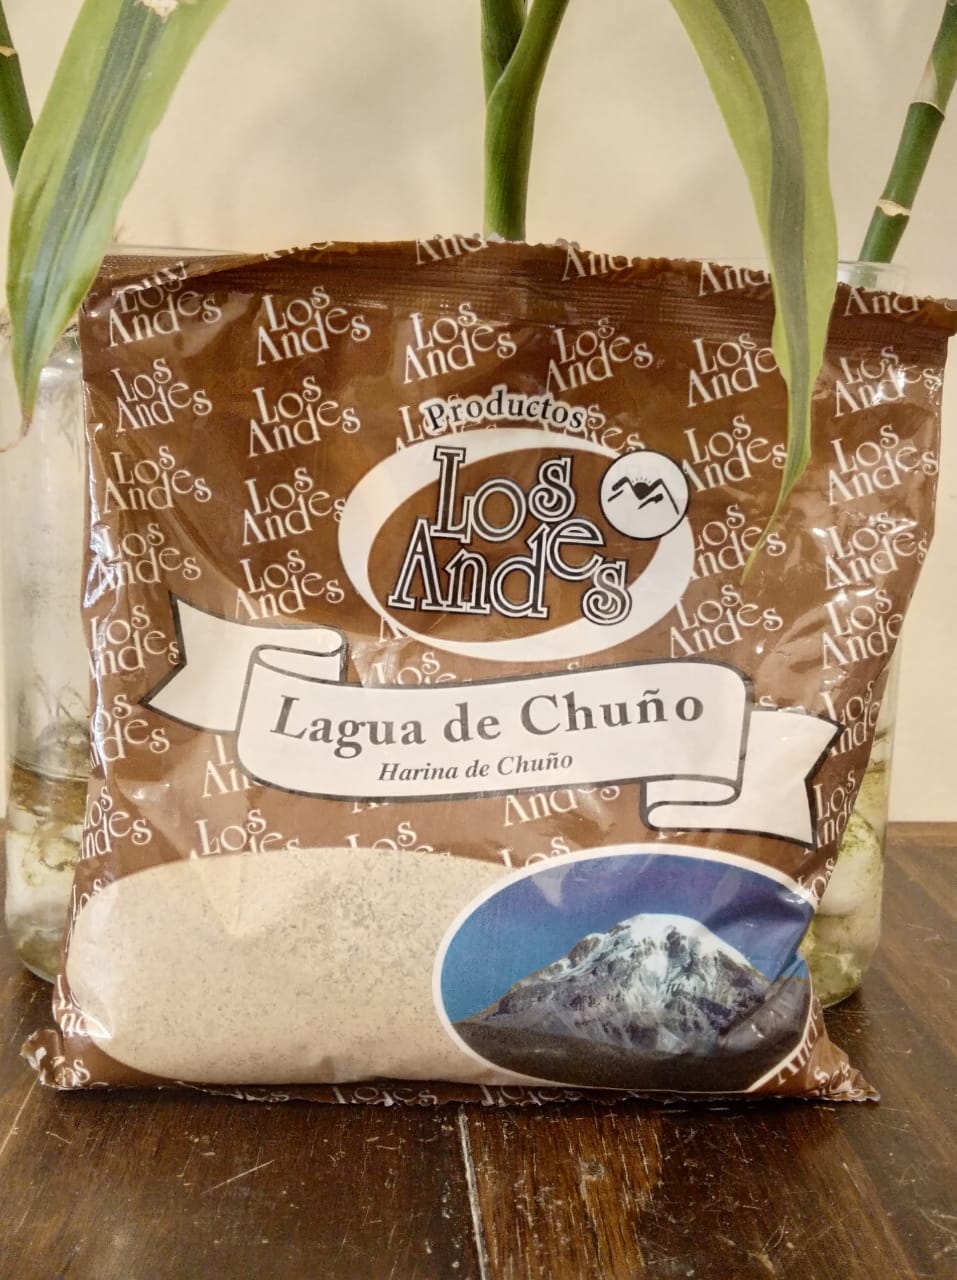 Productos
Los
Andes
Lagua de Chuño
Harina de Chuño